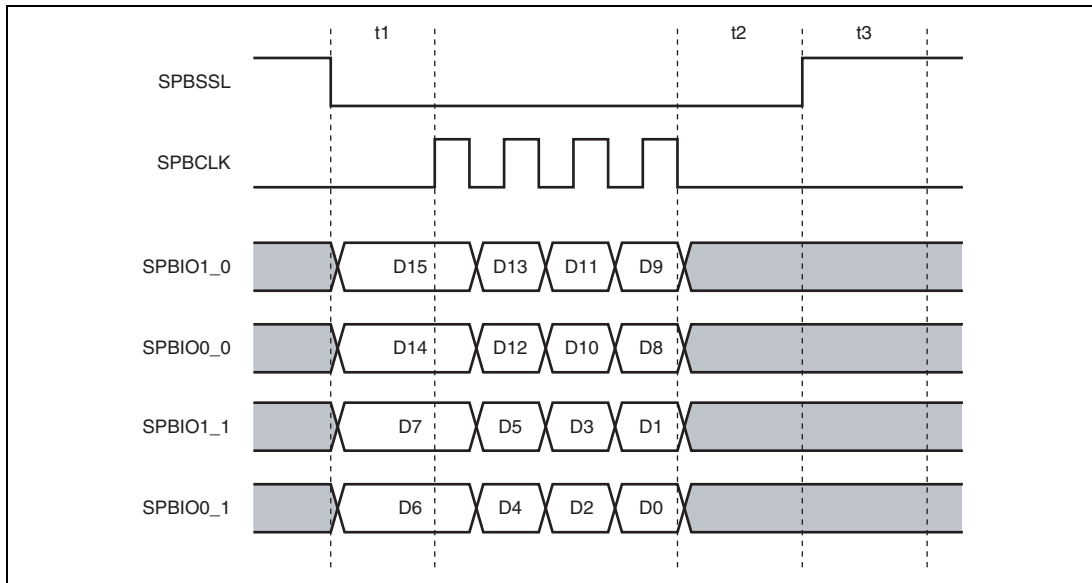 t1 t2 t3
SPBSSL
SPBCLK
SPBIO1_0 D15 D13 D11 D9
SPBIO0_0 D14 D12 D10 D8
SPBIO1_1 D7 D5 D3 D1
SPBIO0_1 D6 D4 D2 D0